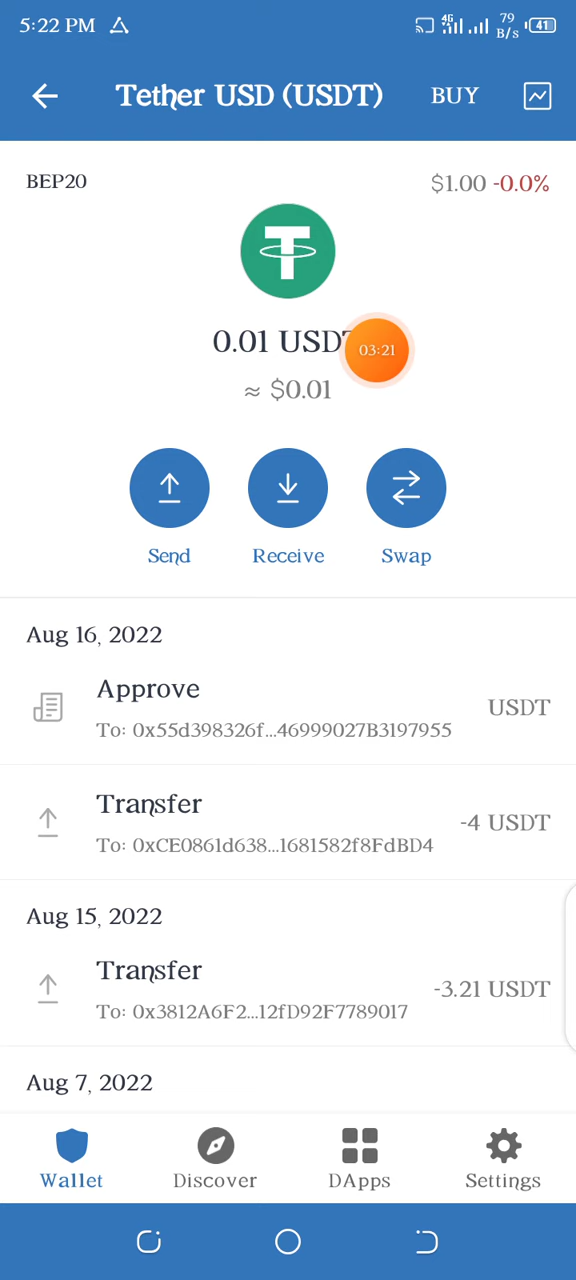 5:22 PM 4G 79 B/s 41
Tether USD (USDT) BUY
BEP20 $1.00 -0.0%
0.01 USDT
03:21
≈ $0.01
Send Receive Swap
Aug 16, 2022
Approve
USDT
To: 0x55d398326f...46999027B3197955
Transfer
-4 USDT
To: 0xCE0861d638...1681582f8FdBD4
Aug 15, 2022
Transfer
-3.21 USDT
To: 0x3812A6F2...12fD92F7789017
Aug 7, 2022
Wallet Discover DApps Settings